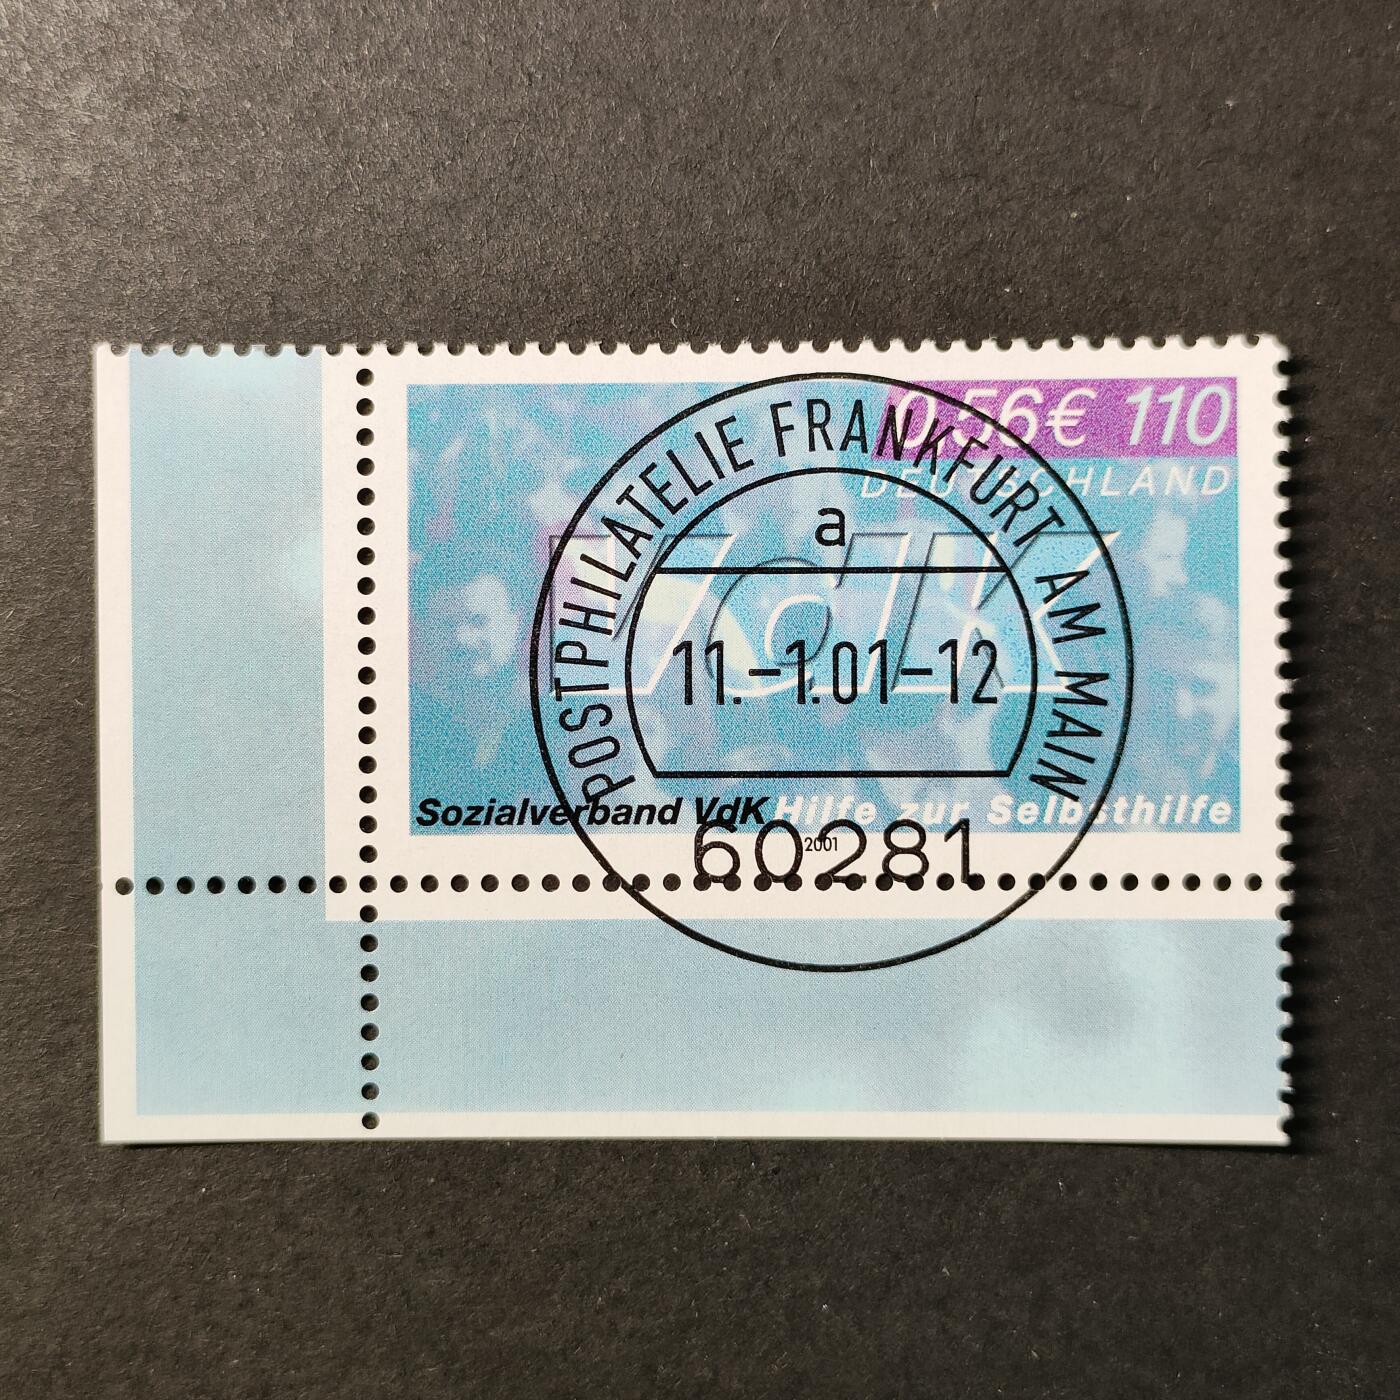 0,56€ 110
DEUTSCHLAND
VdK
Sozialverband VdK Hilfe zur Selbsthilfe
2001
POSTPHILATELIE FRANKFURT AM MAIN
a
11.-1.01-12
60281